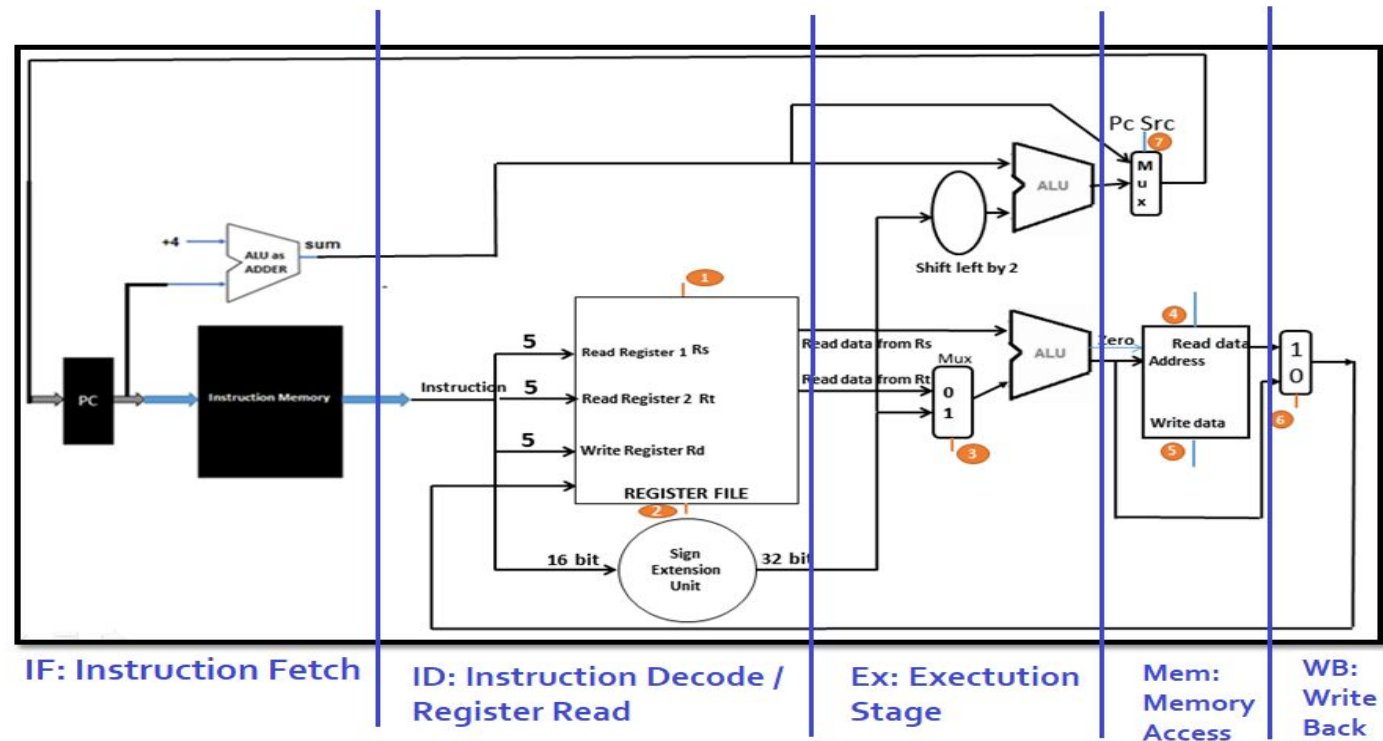 Pc Src
7
M
u
x
ALU
+4
ALU as
ADDER
sum
Shift left by 2
1
5
Read Register 1 Rs
Read data from Rs
ALU
Zero
4
Read data
Address
Write data
5
1
0
6
PC
Instruction Memory
Instruction
5
Read Register 2 Rt
Read data from Rt
Mux
0
1
3
5
Write Register Rd
REGISTER FILE
2
16 bit
Sign
Extension
Unit
32 bit
IF: Instruction Fetch
ID: Instruction Decode /
Register Read
Ex: Exectution
Stage
Mem:
Memory
Access
WB:
Write
Back